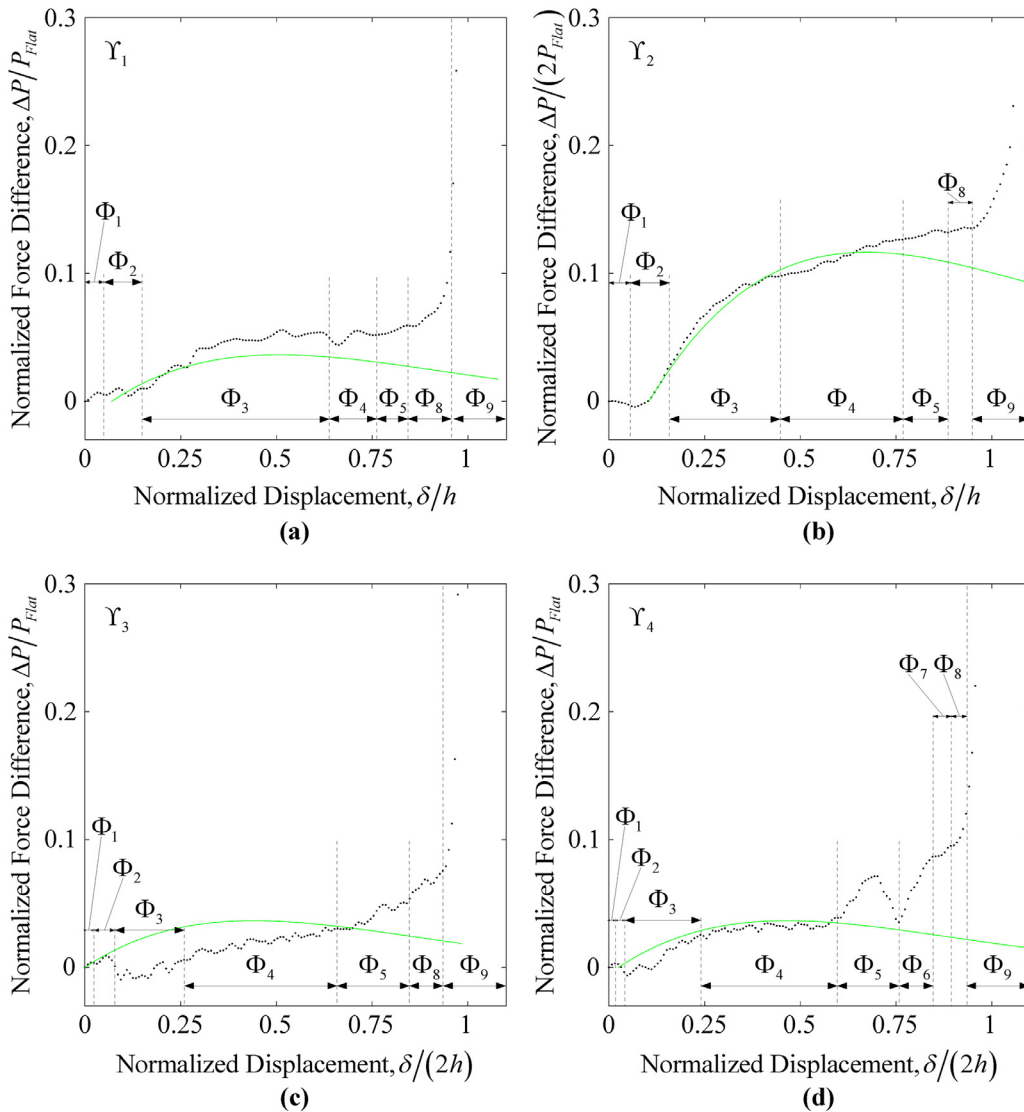 0.3
ϒ₁
0.2
0.1
0
Normalized Force Difference, ΔP/P_Flat
Φ₁
Φ₂
Φ₃
Φ₄
Φ₅
Φ₈
Φ₉
0
0.25
0.5
0.75
1
Normalized Displacement, δ/h
(a)
0.3
ϒ₂
0.2
0.1
0
Normalized Force Difference, ΔP/(2P_Flat)
Φ₈
Φ₁
Φ₂
Φ₃
Φ₄
Φ₅
Φ₉
0
0.25
0.5
0.75
1
Normalized Displacement, δ/h
(b)
0.3
ϒ₃
0.2
0.1
0
Normalized Force Difference, ΔP/P_Flat
Φ₁
Φ₂
Φ₃
Φ₄
Φ₅
Φ₈
Φ₉
0
0.25
0.5
0.75
1
Normalized Displacement, δ/(2h)
(c)
0.3
ϒ₄
0.2
0.1
0
Normalized Force Difference, ΔP/P_Flat
Φ₇ Φ₈
Φ₁
Φ₂
Φ₃
Φ₄
Φ₅
Φ₆
Φ₉
0
0.25
0.5
0.75
1
Normalized Displacement, δ/(2h)
(d)